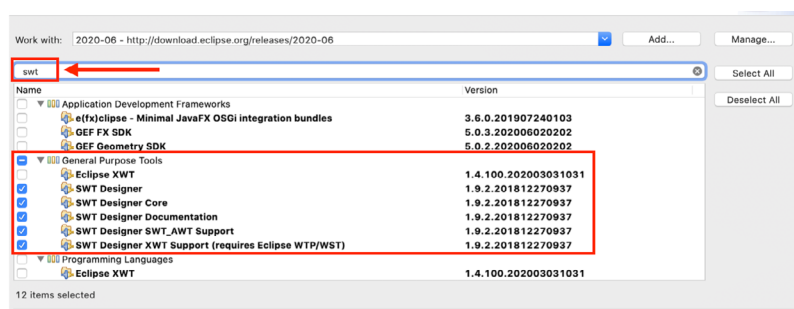 Work with: 2020-06 - http://download.eclipse.org/releases/2020-06 Add... Manage...
swt Select All
Name Version Deselect All
Application Development Frameworks
e(fx)clipse - Minimal JavaFX OSGi integration bundles 3.6.0.201907240103
GEF FX SDK 5.0.3.202006020202
GEF Geometry SDK 5.0.2.202006020202
General Purpose Tools
Eclipse XWT 1.4.100.202003031031
SWT Designer 1.9.2.201812270937
SWT Designer Core 1.9.2.201812270937
SWT Designer Documentation 1.9.2.201812270937
SWT Designer SWT_AWT Support 1.9.2.201812270937
SWT Designer XWT Support (requires Eclipse WTP/WST) 1.9.2.201812270937
Programming Languages
Eclipse XWT 1.4.100.202003031031
12 items selected